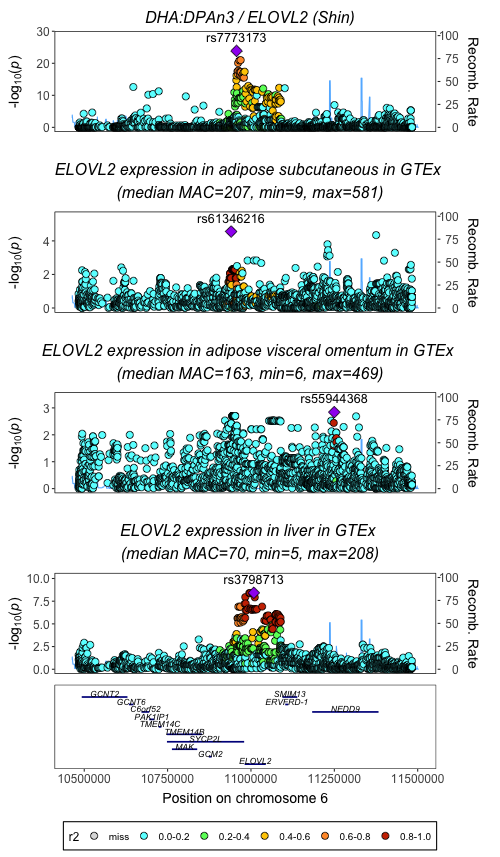 DHA:DPAn3 / ELOVL2 (Shin)
rs7773173
30
20
10
0
-log10(p)
100
75
50
25
0
Recomb. Rate
ELOVL2 expression in adipose subcutaneous in GTEx
(median MAC=207, min=9, max=581)
rs61346216
4
2
0
-log10(p)
100
75
50
25
0
Recomb. Rate
ELOVL2 expression in adipose visceral omentum in GTEx
(median MAC=163, min=6, max=469)
rs55944368
3
2
1
0
-log10(p)
100
75
50
25
0
Recomb. Rate
ELOVL2 expression in liver in GTEx
(median MAC=70, min=5, max=208)
rs3798713
10.0
7.5
5.0
2.5
0.0
-log10(p)
100
75
50
25
0
Recomb. Rate
GCNT2 SMIM13
GCNT6 ERVFRD-1
C6orf52 NEDD9
PAK1IP1
TMEM14C
TMEM14B
SYCP2L
MAK
GCM2
ELOVL2
10500000 10750000 11000000 11250000 11500000
Position on chromosome 6
r2 miss 0.0-0.2 0.2-0.4 0.4-0.6 0.6-0.8 0.8-1.0